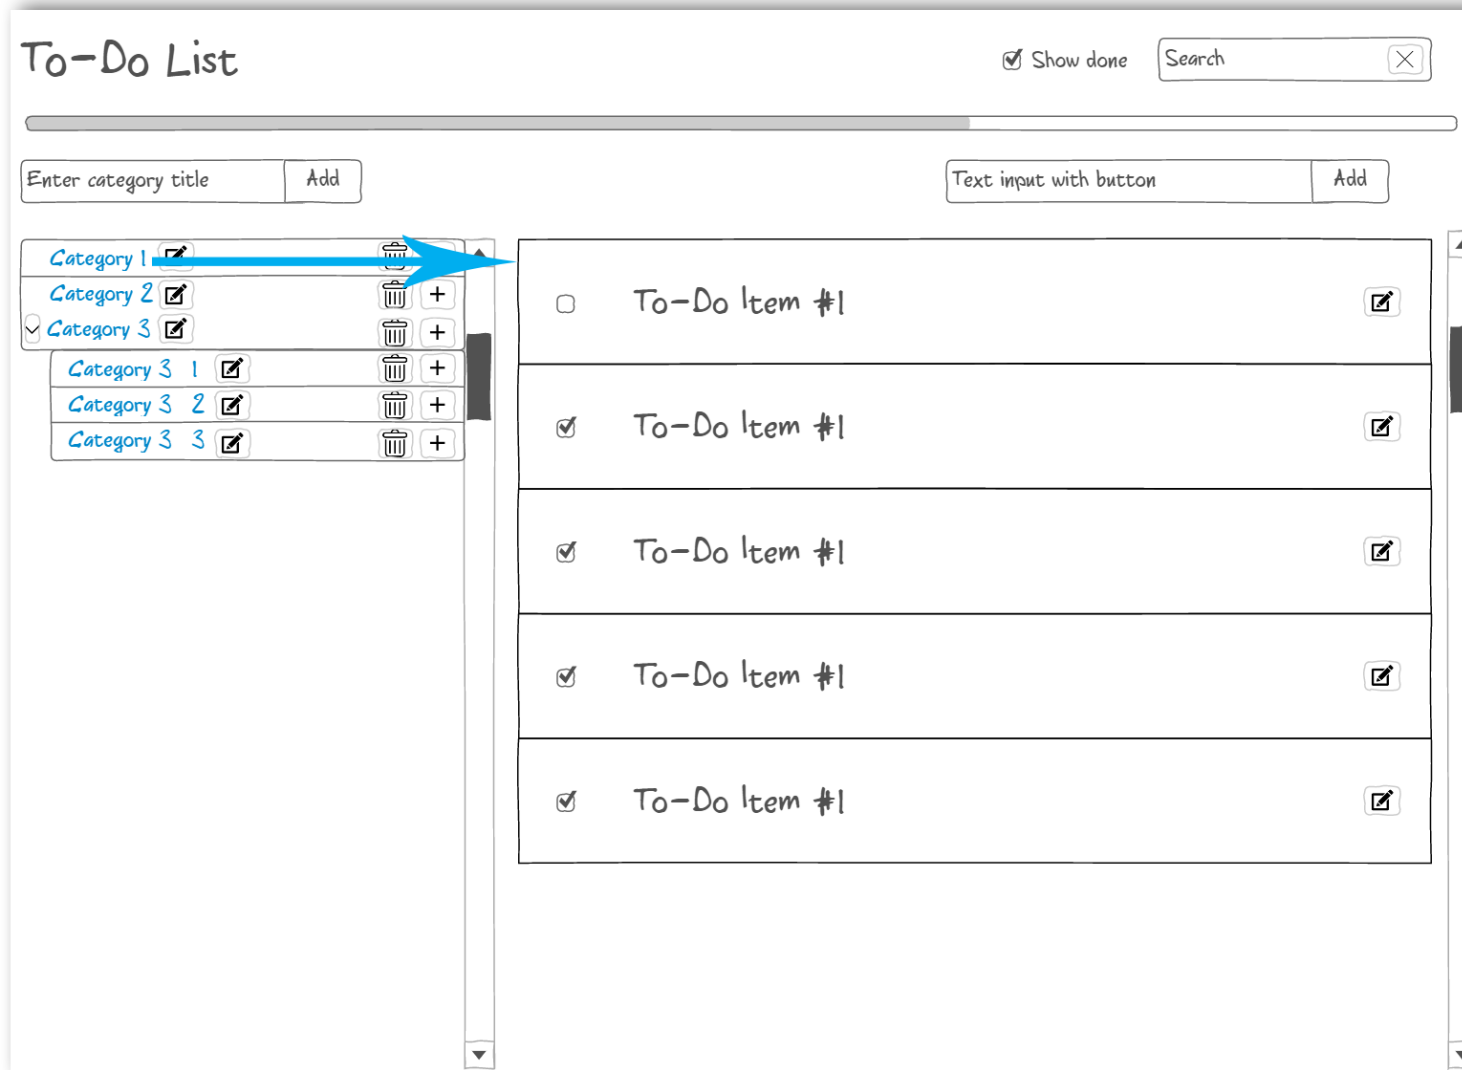 To-Do List
Show done
Search
Enter category title
Add
Text input with button
Add
Category 1
Category 2
Category 3
Category 3 1
Category 3 2
Category 3 3
To-Do Item #1
To-Do Item #1
To-Do Item #1
To-Do Item #1
To-Do Item #1